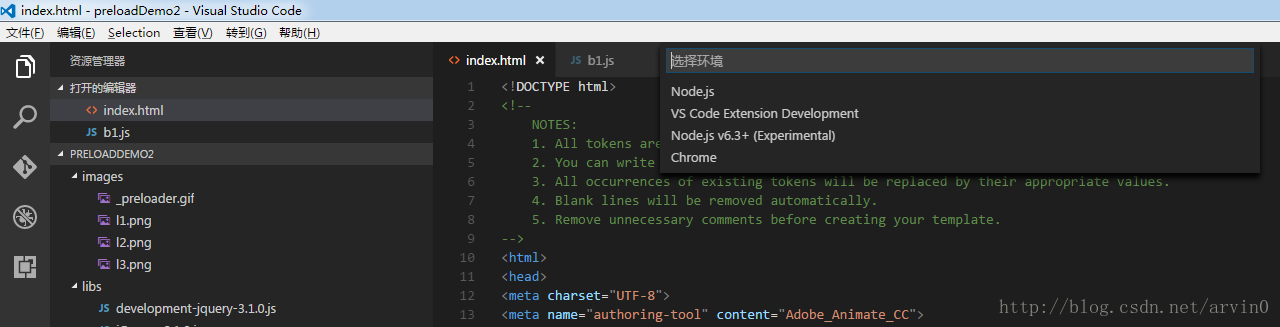 index.html - preloadDemo2 - Visual Studio Code
文件(F) 编辑(E) Selection 查看(V) 转到(G) 帮助(H)
资源管理器
打开的编辑器
index.html
b1.js
PRELOADDEMO2
images
_preloader.gif
l1.png
l2.png
l3.png
libs
development-jquery-3.1.0.js
index.html
b1.js
选择环境
Node.js
VS Code Extension Development
Node.js v6.3+ (Experimental)
Chrome
1 <!DOCTYPE html>
2 <!--
3 NOTES:
4 1. All tokens are
5 2. You can write
6 3. All occurrences of existing tokens will be replaced by their appropriate values.
7 4. Blank lines will be removed automatically.
8 5. Remove unnecessary comments before creating your template.
9 -->
10 <html>
11 <head>
12 <meta charset="UTF-8">
13 <meta name="authoring-tool" content="Adobe_Animate_CC">
http://blog.csdn.net/arvin0